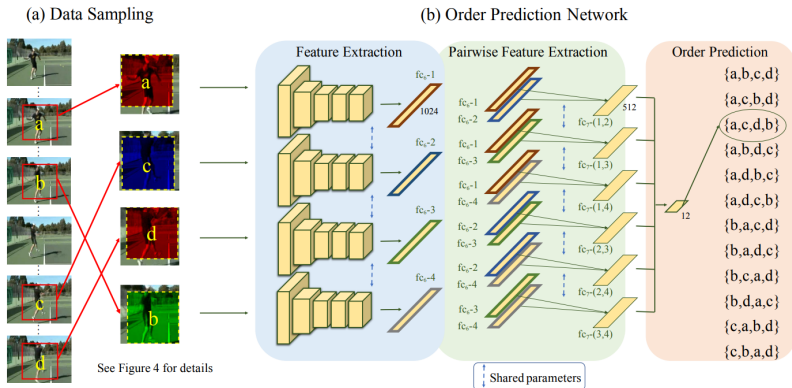 (a) Data Sampling
(b) Order Prediction Network
a
b
c
d
a
c
d
b
See Figure 4 for details
Feature Extraction
fc₆-1
1024
fc₆-2
fc₆-3
fc₆-4
Pairwise Feature Extraction
fc₆-1
fc₆-2
fc₆-1
fc₆-3
fc₆-1
fc₆-4
fc₆-2
fc₆-3
fc₆-2
fc₆-4
fc₆-3
fc₆-4
512
fc₇-(1,2)
fc₇-(1,3)
fc₇-(1,4)
fc₇-(2,3)
fc₇-(2,4)
fc₇-(3,4)
Shared parameters
12
Order Prediction
{a,b,c,d}
{a,c,b,d}
{a,c,d,b}
{a,b,d,c}
{a,d,b,c}
{a,d,c,b}
{b,a,c,d}
{b,a,d,c}
{b,c,a,d}
{b,d,a,c}
{c,a,b,d}
{c,b,a,d}